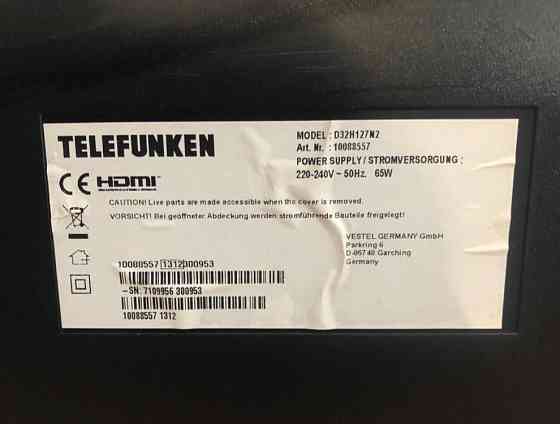 TELEFUNKEN
MODEL : D32H127N2
Art. Nr. : 10088557
POWER SUPPLY / STROMVERSORGUNG :
220-240V ~ 50Hz. 65W
CE HDMI
CAUTION! Live parts are made accessible when the cover is removed.
VORSICHT! Bei geöffneter Abdeckung werden stromführende Bauteile freigelegt!
VESTEL GERMANY GmbH
Parkring 6
D-85748 Garching
Germany
10088557 1312 300953
-SN: 7109956 300953
10088557 1312